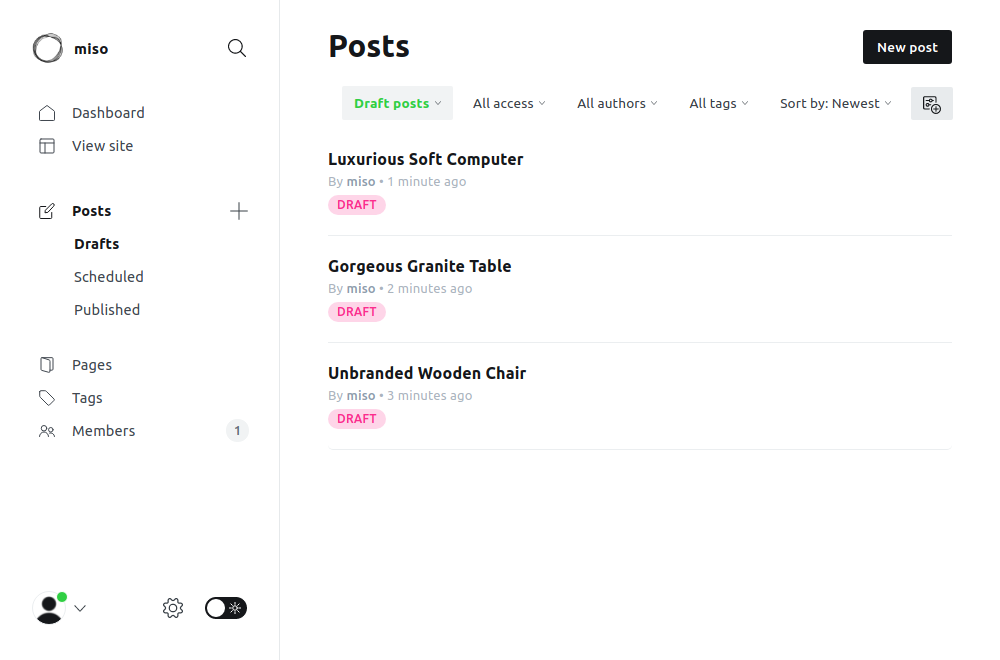 miso
Dashboard
View site
Posts
Drafts
Scheduled
Published
Pages
Tags
Members 1
Posts
New post
Draft posts All access All authors All tags Sort by: Newest
Luxurious Soft Computer
By miso • 1 minute ago
DRAFT
Gorgeous Granite Table
By miso • 2 minutes ago
DRAFT
Unbranded Wooden Chair
By miso • 3 minutes ago
DRAFT